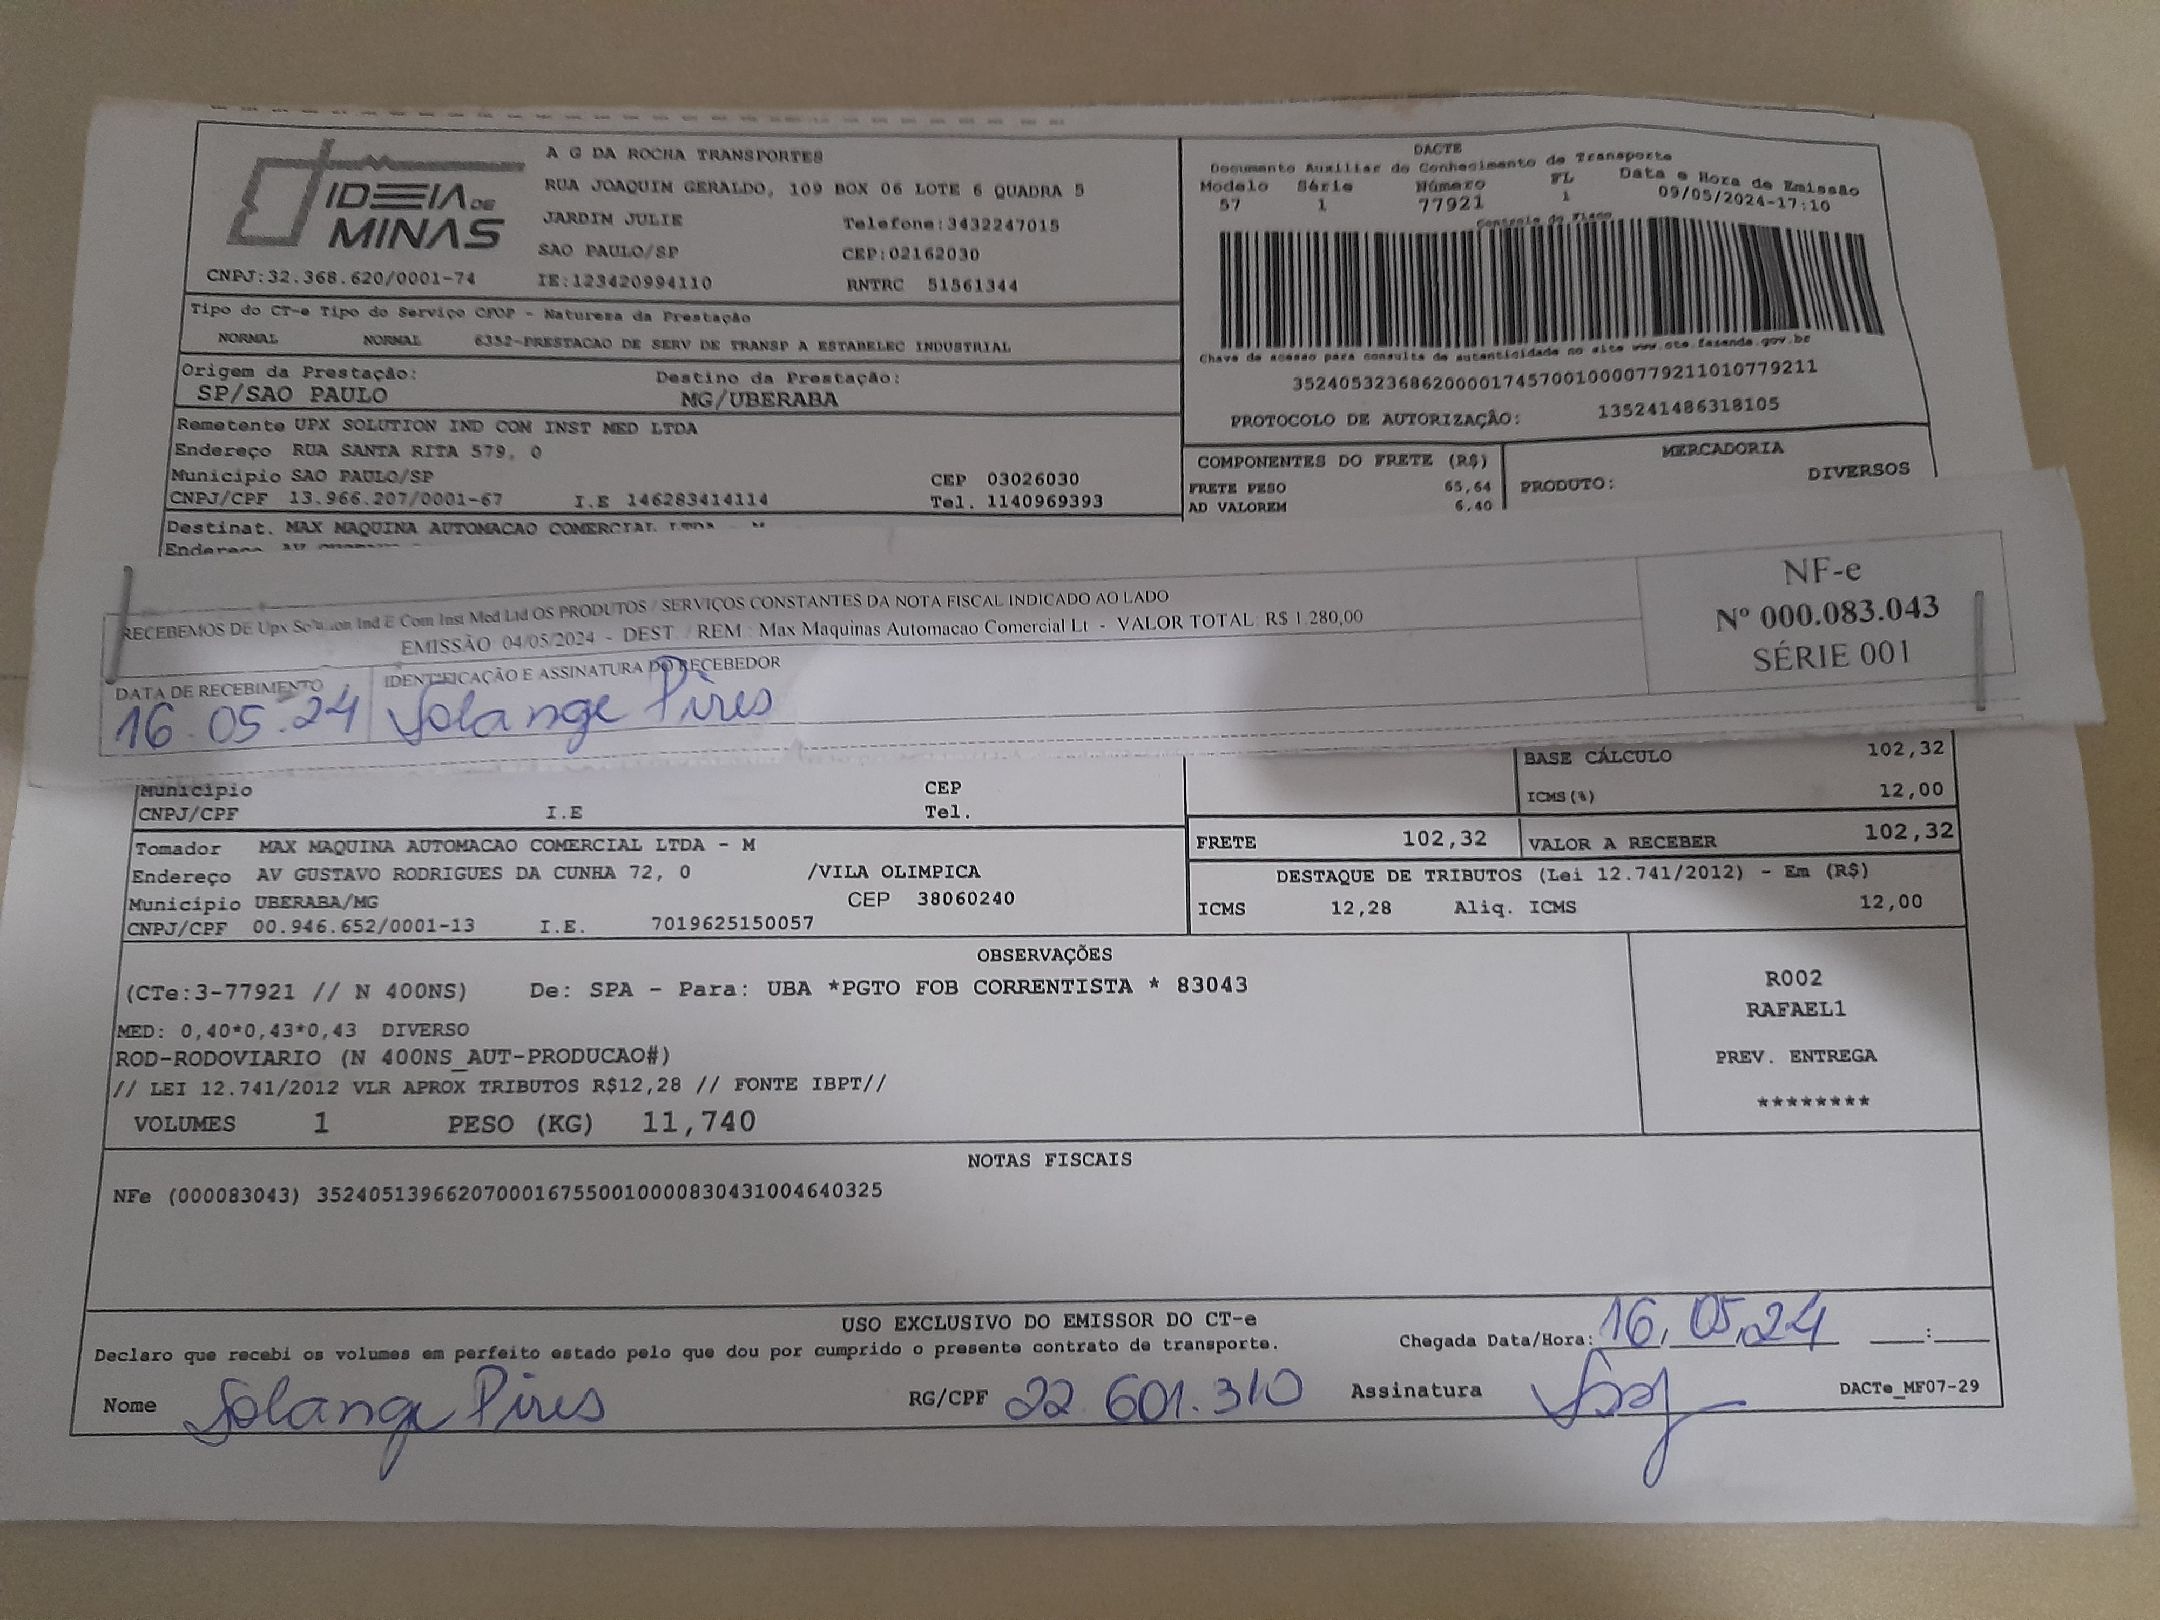 IDEIA DE
MINAS
CNPJ:32.368.620/0001-74
A G DA ROCHA TRANSPORTES
RUA JOAQUIM GERALDO, 109 BOX 06 LOTE 6 QUADRA 5
JARDIM JULIE Telefone:3432247015
SAO PAULO/SP CEP:02162030
IE:123420994110 RNTRC 51561344
DACTE
Documento Auxiliar do Conhecimento de Transporte
Modelo Série Número FL Data e Hora de Emissão
57 1 77921 1 09/05/2024-17:10
Controle do Fisco
Chave de acesso para consulta de autenticidade no site www.cte.fazenda.gov.br
35240532368620000174570010000779211010779211
PROTOCOLO DE AUTORIZAÇÃO: 135241486318105
Tipo do CT-e Tipo do Serviço CFOP - Natureza da Prestação
NORMAL NORMAL 6352-PRESTACAO DE SERV DE TRANSP A ESTABELEC INDUSTRIAL
Origem da Prestação: Destino da Prestação:
SP/SAO PAULO MG/UBERABA
Remetente UPX SOLUTION IND COM INST MED LTDA
Endereço RUA SANTA RITA 579, 0
Municipio SAO PAULO/SP CEP 03026030
CNPJ/CPF 13.966.207/0001-67 I.E 146283414114 Tel. 1140969393
COMPONENTES DO FRETE (R$) MERCADORIA
FRETE PESO 65,64 PRODUTO: DIVERSOS
AD VALOREM 6,40
Destinat. MAX MAQUINA AUTOMACAO COMERCIAL LTDA - M
Endereço AV
RECEBEMOS DE Upx Solution Ind E Com Inst Med Ltd OS PRODUTOS / SERVIÇOS CONSTANTES DA NOTA FISCAL INDICADO AO LADO
EMISSÃO 04/05/2024 - DEST. / REM.: Max Maquinas Automacao Comercial Lt - VALOR TOTAL: R$ 1.280,00
DATA DE RECEBIMENTO IDENTIFICAÇÃO E ASSINATURA DO RECEBEDOR
16.05.24 Solange Pires
NF-e
Nº 000.083.043
SÉRIE 001
Municipio CEP
CNPJ/CPF I.E Tel.
BASE CÁLCULO 102,32
ICMS(%) 12,00
FRETE 102,32 VALOR A RECEBER 102,32
Tomador MAX MAQUINA AUTOMACAO COMERCIAL LTDA - M
Endereço AV GUSTAVO RODRIGUES DA CUNHA 72, 0 /VILA OLIMPICA
Municipio UBERABA/MG CEP 38060240
CNPJ/CPF 00.946.652/0001-13 I.E. 7019625150057
DESTAQUE DE TRIBUTOS (Lei 12.741/2012) - Em (R$)
ICMS 12,28 Aliq. ICMS 12,00
OBSERVAÇÕES
(CTe:3-77921 // N 400NS) De: SPA - Para: UBA *PGTO FOB CORRENTISTA * 83043
MED: 0,40*0,43*0,43 DIVERSO
ROD-RODOVIARIO (N 400NS_AUT-PRODUCAO#)
// LEI 12.741/2012 VLR APROX TRIBUTOS R$12,28 // FONTE IBPT//
VOLUMES 1 PESO (KG) 11,740
R002
RAFAEL1
PREV. ENTREGA
********
NOTAS FISCAIS
NFe (000083043) 35240513966207000167550010000830431004640325
USO EXCLUSIVO DO EMISSOR DO CT-e
Declaro que recebi os volumes em perfeito estado pelo que dou por cumprido o presente contrato de transporte. Chegada Data/Hora: 16.05.24 ____:____
Nome Solange Pires RG/CPF 22.601.310 Assinatura DACTe_MF07-29